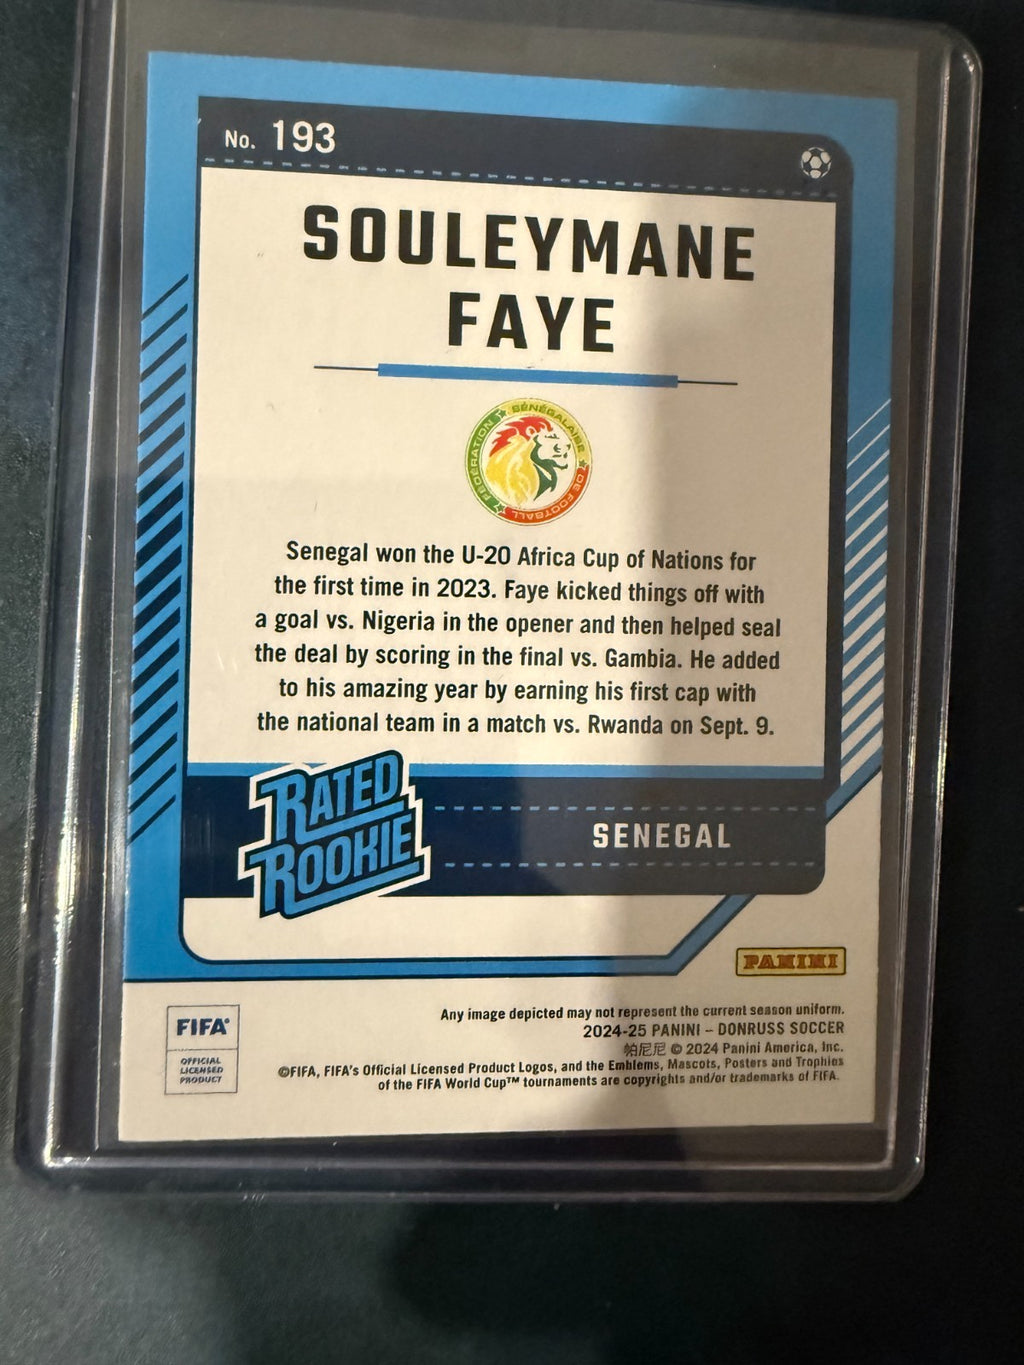 No. 193
SOULEYMANE
FAYE
FÉDÉRATION SÉNÉGALAISE DE FOOTBALL
Senegal won the U-20 Africa Cup of Nations for
the first time in 2023. Faye kicked things off with
a goal vs. Nigeria in the opener and then helped seal
the deal by scoring in the final vs. Gambia. He added
to his amazing year by earning his first cap with
the national team in a match vs. Rwanda on Sept. 9.
RATED
ROOKIE
SENEGAL
PANINI
FIFA®
OFFICIAL
LICENSED
PRODUCT
Any image depicted may not represent the current season uniform.
2024-25 PANINI – DONRUSS SOCCER
帕尼尼 © 2024 Panini America, Inc.
©FIFA, FIFA's Official Licensed Product Logos, and the Emblems, Mascots, Posters and Trophies
of the FIFA World Cup™ tournaments are copyrights and/or trademarks of FIFA.